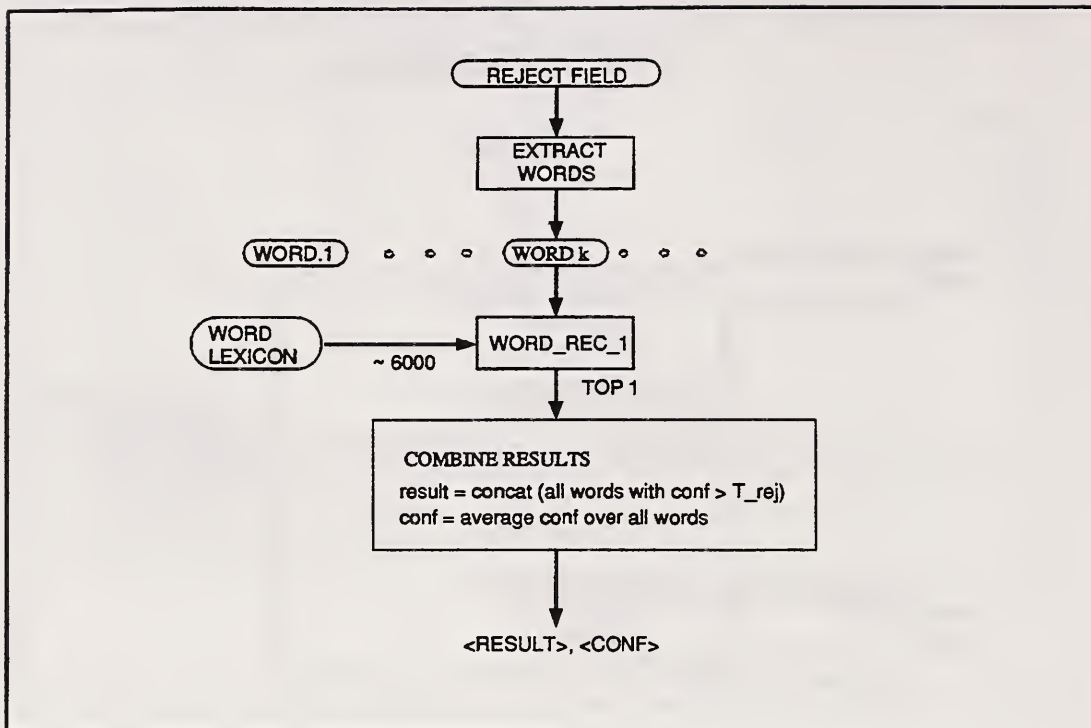 REJECT FIELD
EXTRACT
WORDS
WORD.1 WORD k
WORD
LEXICON
~ 6000
WORD_REC_1
TOP 1
COMBINE RESULTS
result = concat (all words with conf > T_rej)
conf = average conf over all words
<RESULT>, <CONF>